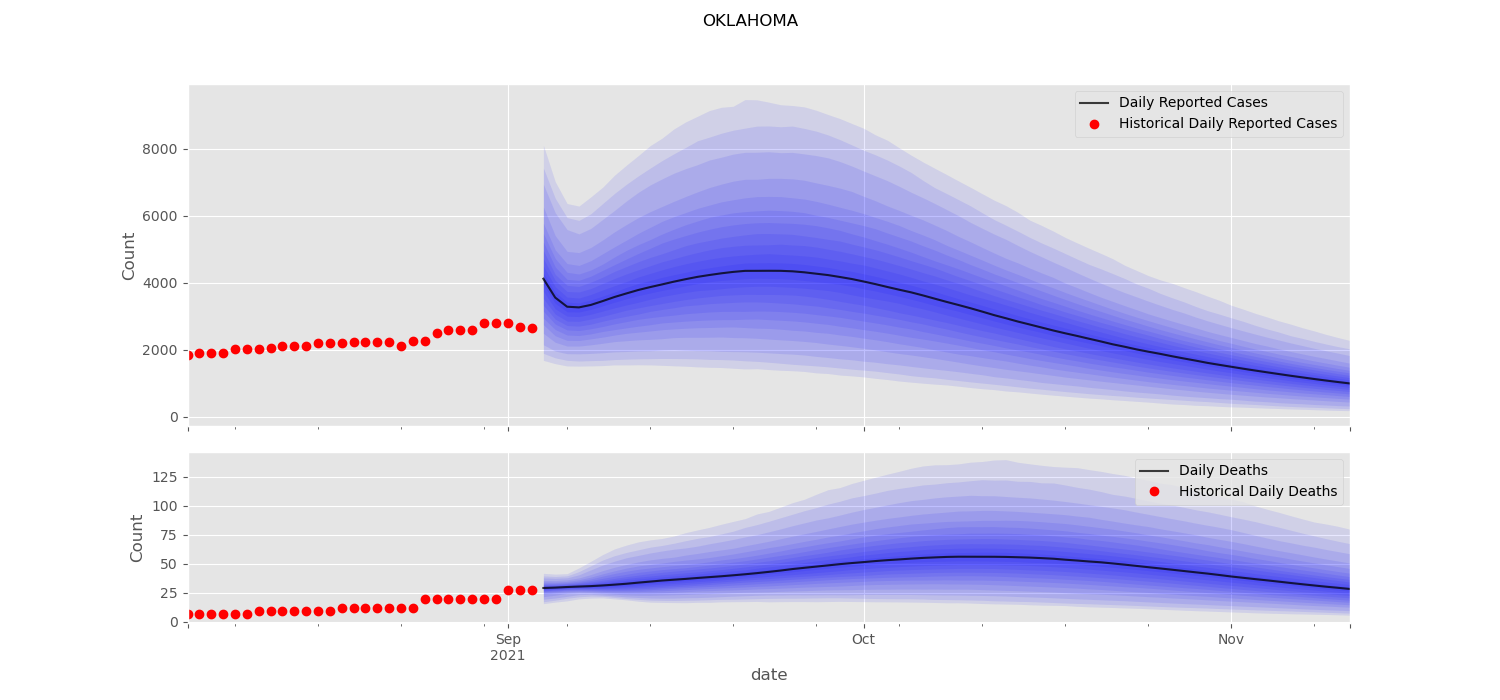 OKLAHOMA
Count
8000
6000
4000
2000
0
Daily Reported Cases
Historical Daily Reported Cases
Count
125
100
75
50
25
0
Daily Deaths
Historical Daily Deaths
Sep
2021
Oct
Nov
date